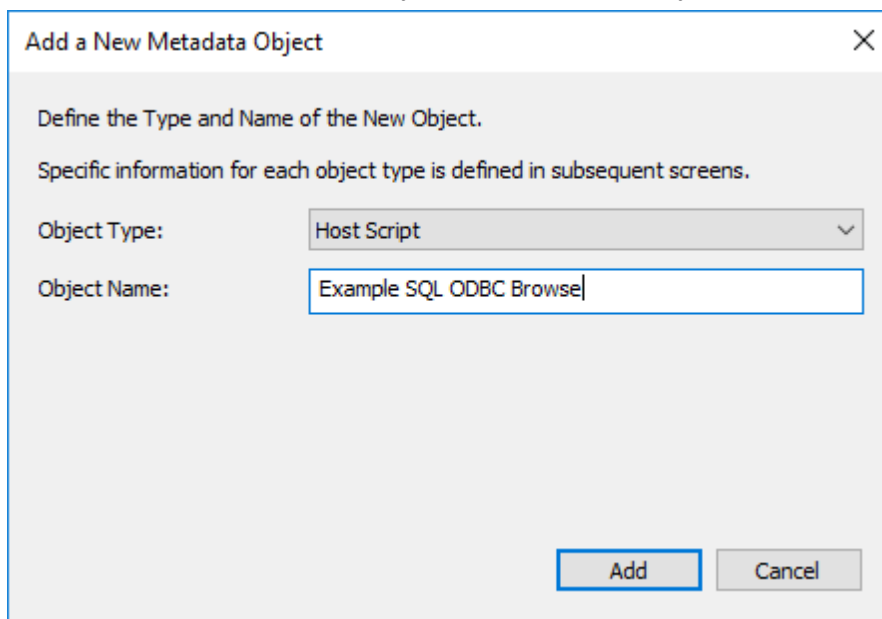 Add a New Metadata Object
Define the Type and Name of the New Object.
Specific information for each object type is defined in subsequent screens.
Object Type: Host Script
Object Name: Example SQL ODBC Browse
Add Cancel